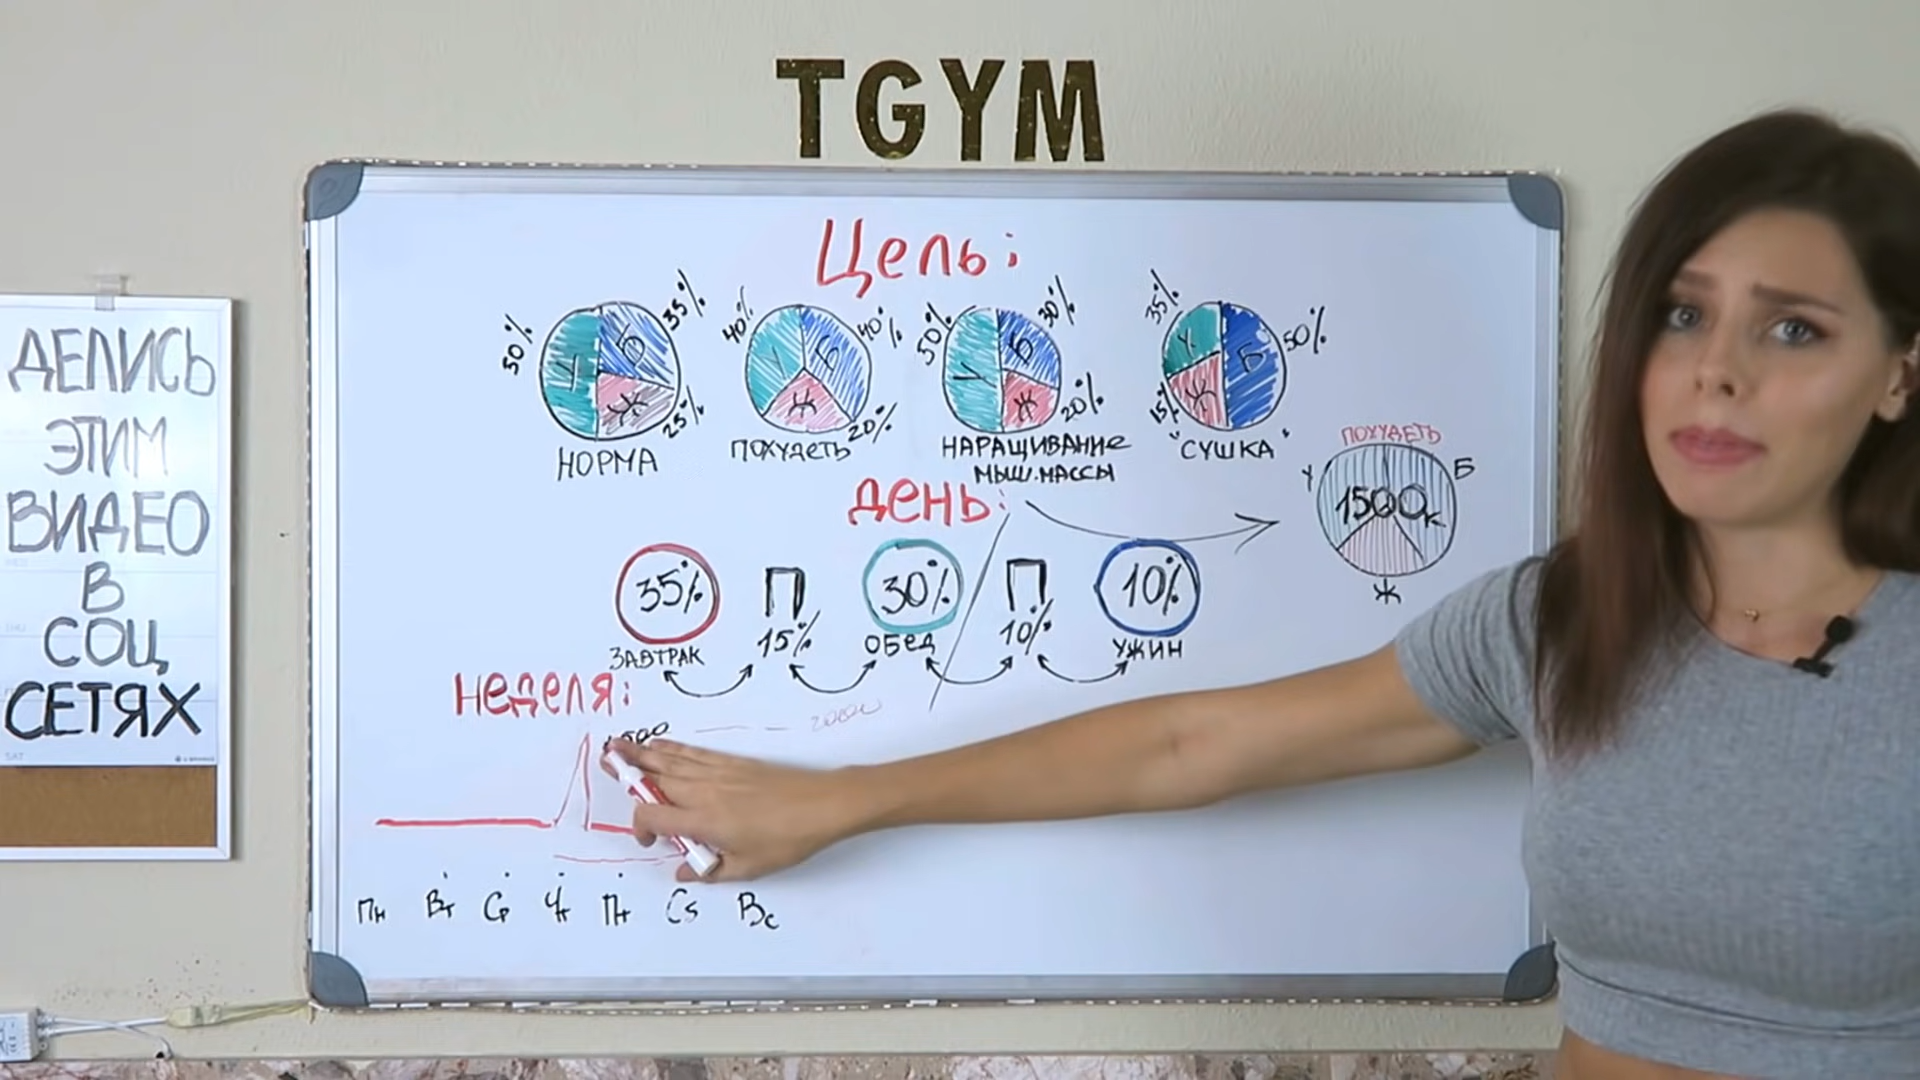 TGYM
ДЕЛИСЬ
ЭТИМ
ВИДЕО
В
СОЦ
СЕТЯХ
SAT
Цель:
50% У Б 35% Ж 25%
НОРМА
40% У Б 40% Ж 20%
ПОХУДЕТЬ
50% У Б 30% Ж 20%
НАРАЩИВАНИЕ
МЫШ.МАССЫ
35% У Б 50% Ж 15%
"СУШКА"
ПОХУДЕТЬ
У Б
1500к
Ж
День:
35% П 30% П 10%
15% 10%
ЗАВТРАК ОБЕД УЖИН
Неделя:
2000
Пн Вт Ср Чт Пт Сб Вс